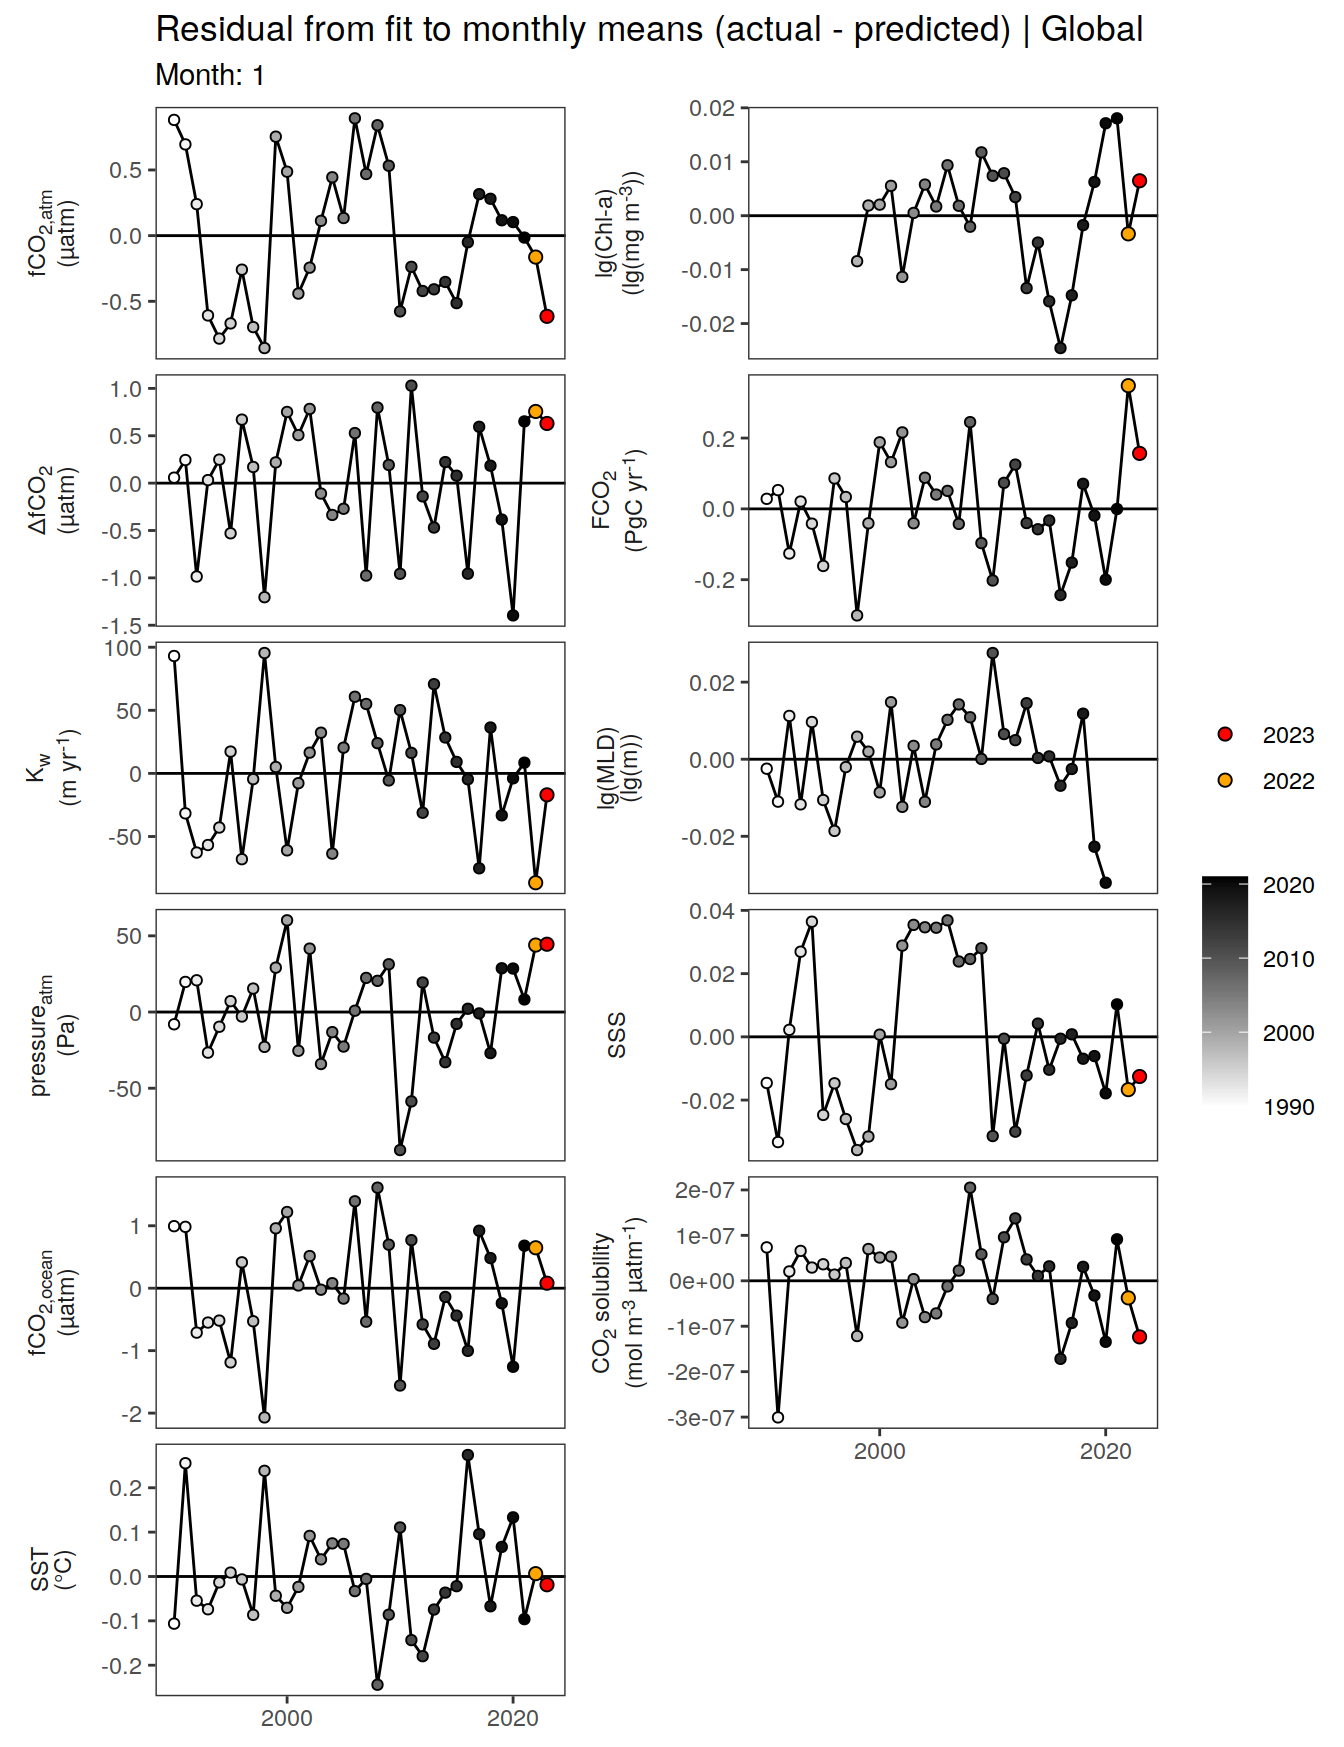 Residual from fit to monthly means (actual - predicted) | Global
Month: 1
fCO2,atm
(µatm)
0.5
0.0
-0.5
lg(Chl-a)
(lg(mg m-3))
0.02
0.01
0.00
-0.01
-0.02
ΔfCO2
(µatm)
1.0
0.5
0.0
-0.5
-1.0
-1.5
FCO2
(PgC yr-1)
0.2
0.0
-0.2
Kw
(m yr-1)
100
50
0
-50
lg(MLD)
(lg(m))
0.02
0.00
-0.02
pressureatm
(Pa)
50
0
-50
SSS
0.04
0.02
0.00
-0.02
fCO2,ocean
(µatm)
1
0
-1
-2
CO2 solubility
(mol m-3 µatm-1)
2e-07
1e-07
0e+00
-1e-07
-2e-07
-3e-07
2000
2020
SST
(°C)
0.2
0.1
0.0
-0.1
-0.2
2000
2020
2023
2022
2020
2010
2000
1990